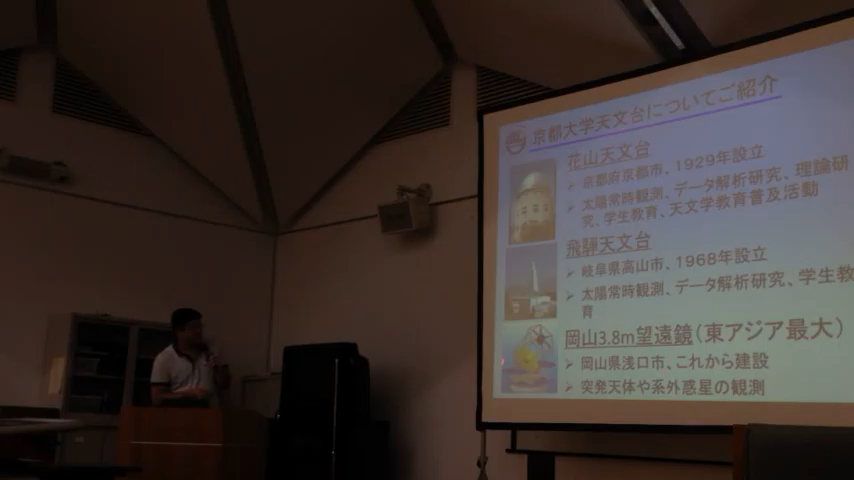 京都大学天文台についてご紹介
花山天文台
➢ 京都府京都市、1929年設立
➢ 太陽常時観測、データ解析研究、理論研
究、学生教育、天文学教育普及活動
飛騨天文台
➢ 岐阜県高山市、1968年設立
➢ 太陽常時観測、データ解析研究、学生教
育
岡山3.8m望遠鏡(東アジア最大)
➢ 岡山県浅口市、これから建設
➢ 突発天体や系外惑星の観測